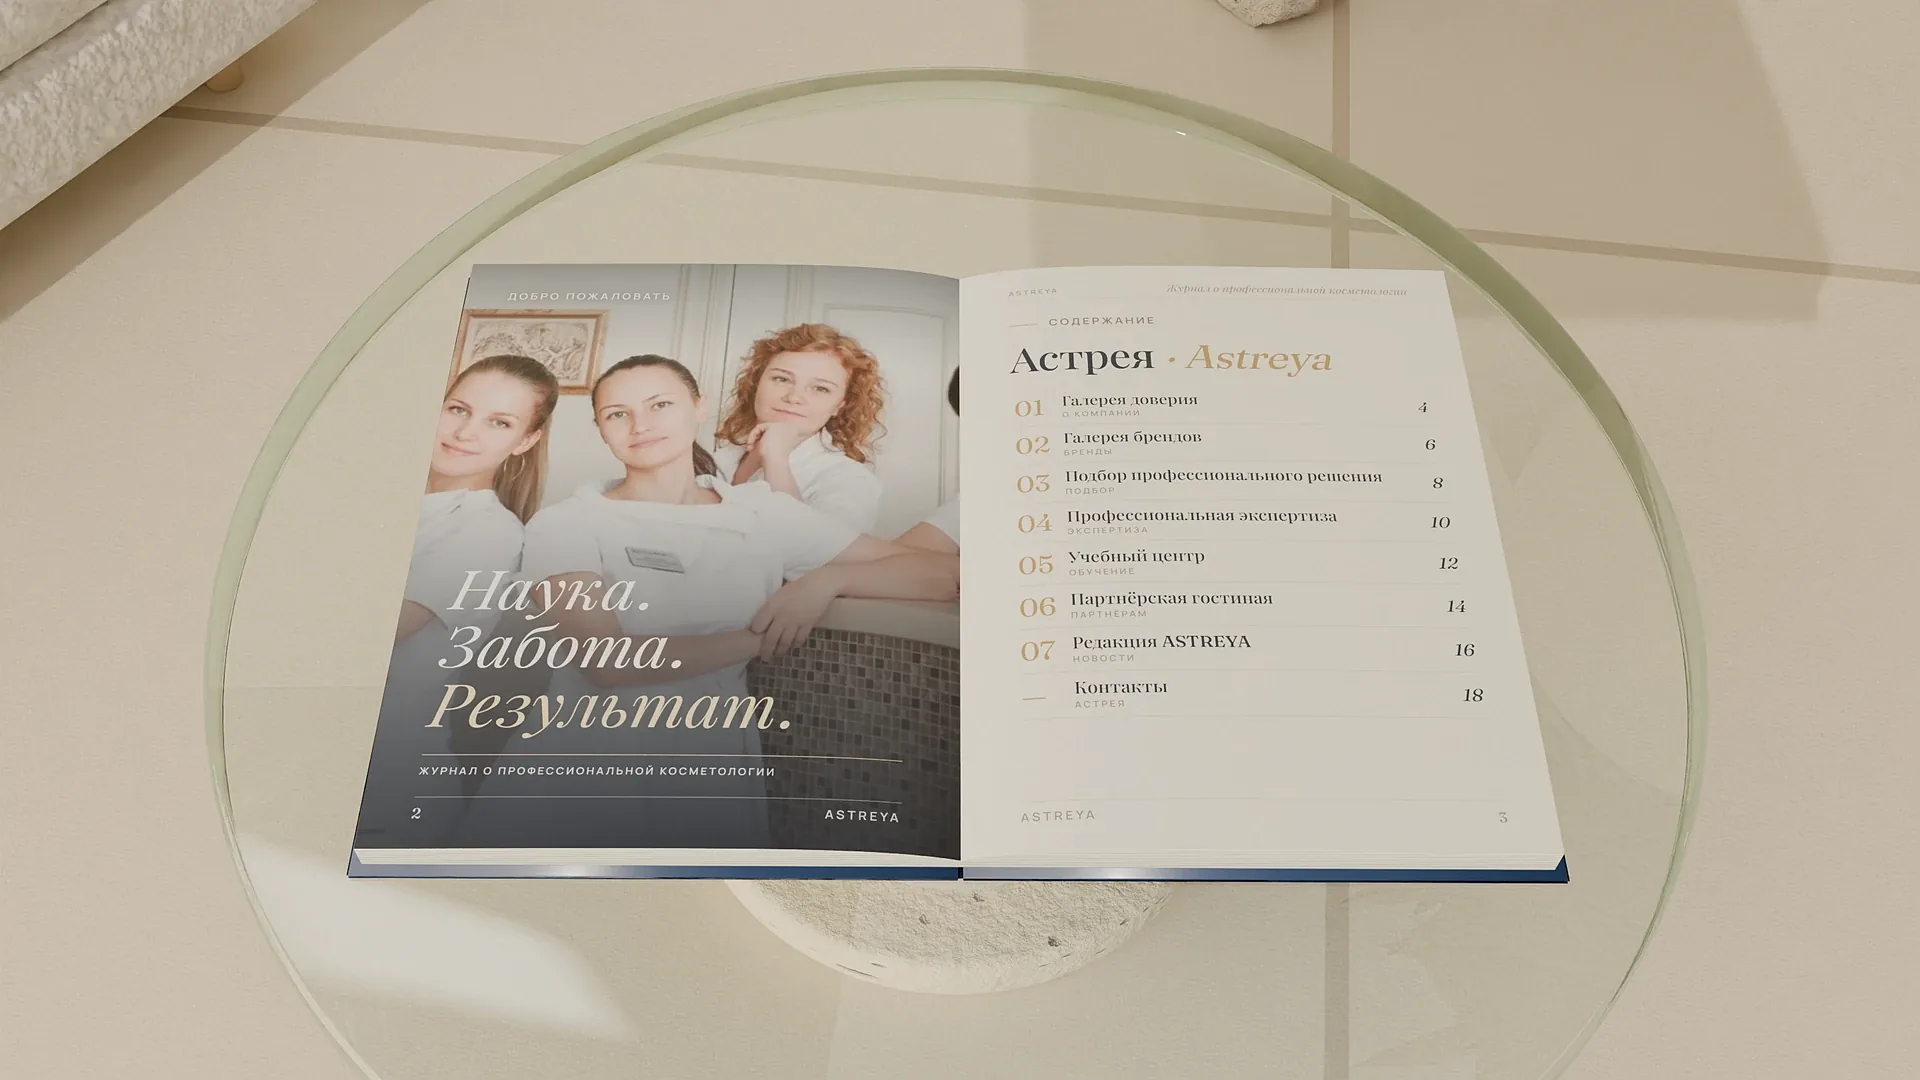 ДОБРО ПОЖАЛОВАТЬ
Наука.
Забота.
Результат.
ЖУРНАЛ О ПРОФЕССИОНАЛЬНОЙ КОСМЕТОЛОГИИ
2
ASTREYA
ASTREYA
Журнал о профессиональной косметологии
СОДЕРЖАНИЕ
Астрея · Astreya
01 Галерея доверия 4
О КОМПАНИИ
02 Галерея брендов 6
БРЕНДЫ
03 Подбор профессионального решения 8
ПОДБОР
04 Профессиональная экспертиза 10
ЭКСПЕРТИЗА
05 Учебный центр 12
ОБУЧЕНИЕ
06 Партнёрская гостиная 14
ПАРТНЁРАМ
07 Редакция ASTREYA 16
НОВОСТИ
— Контакты 18
АСТРЕЯ
ASTREYA
3